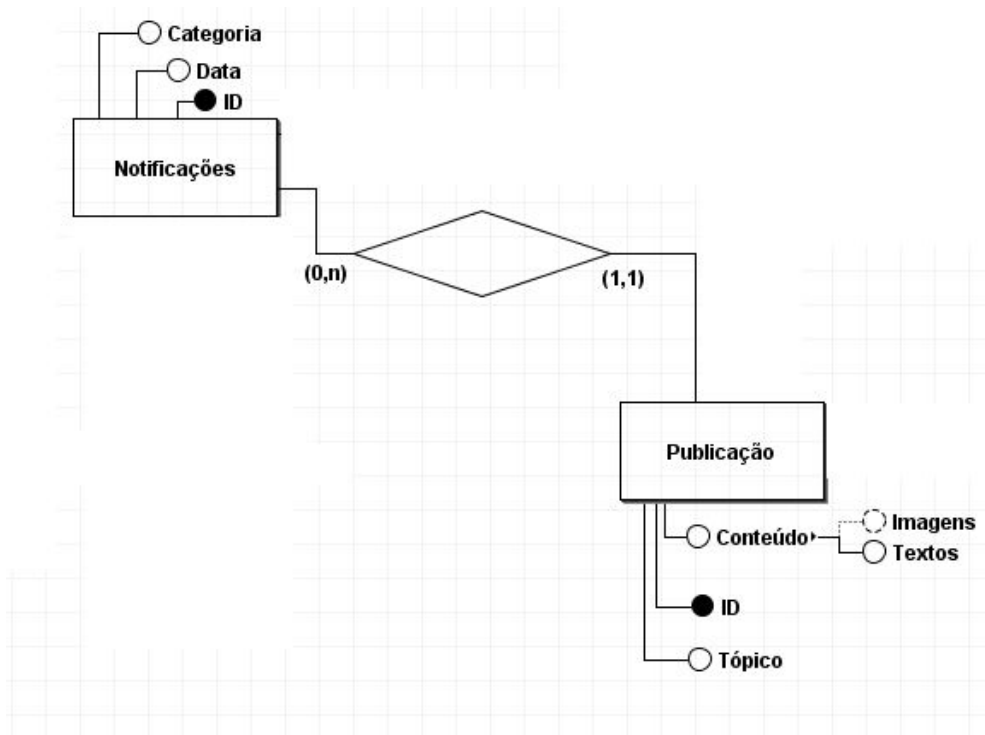 Categoria
Data
ID
Notificações
(0,n)
(1,1)
Publicação
Imagens
Conteúdo
Textos
ID
Tópico